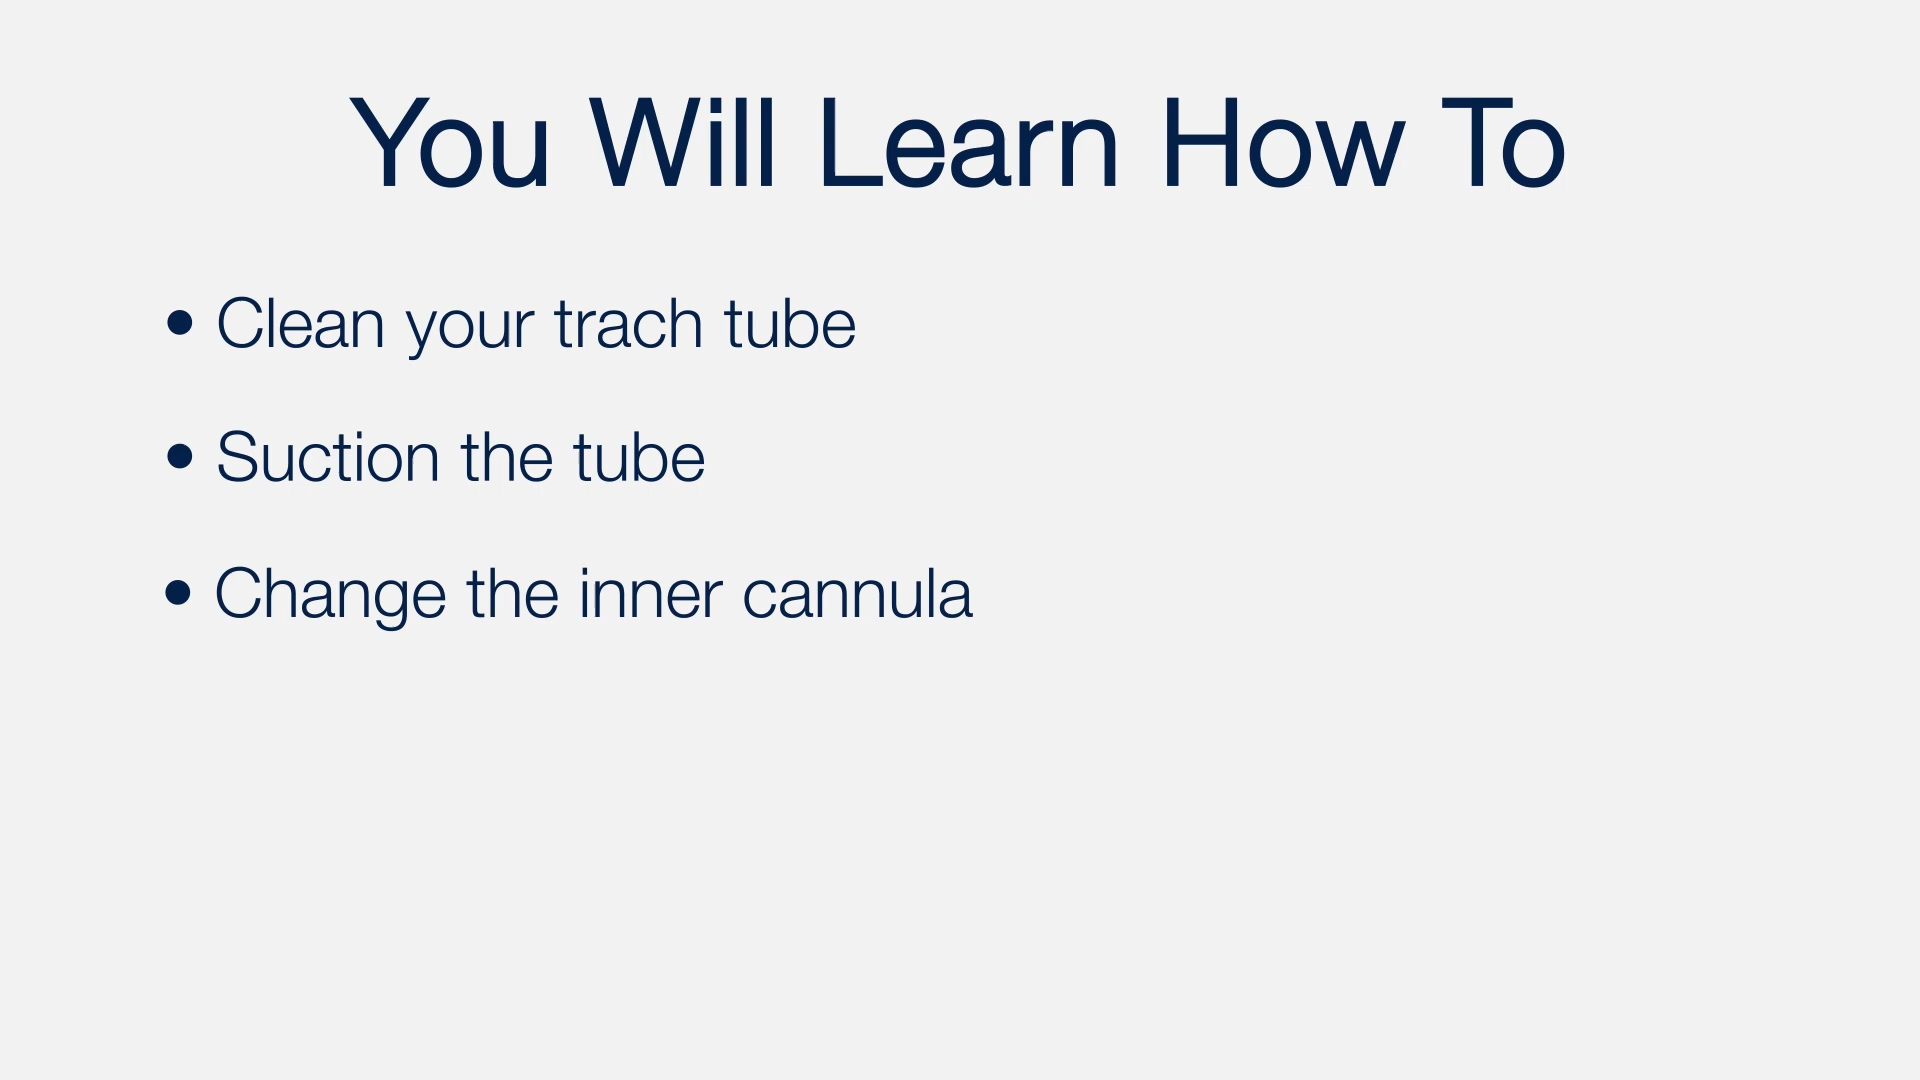 You Will Learn How To
• Clean your trach tube
• Suction the tube
• Change the inner cannula